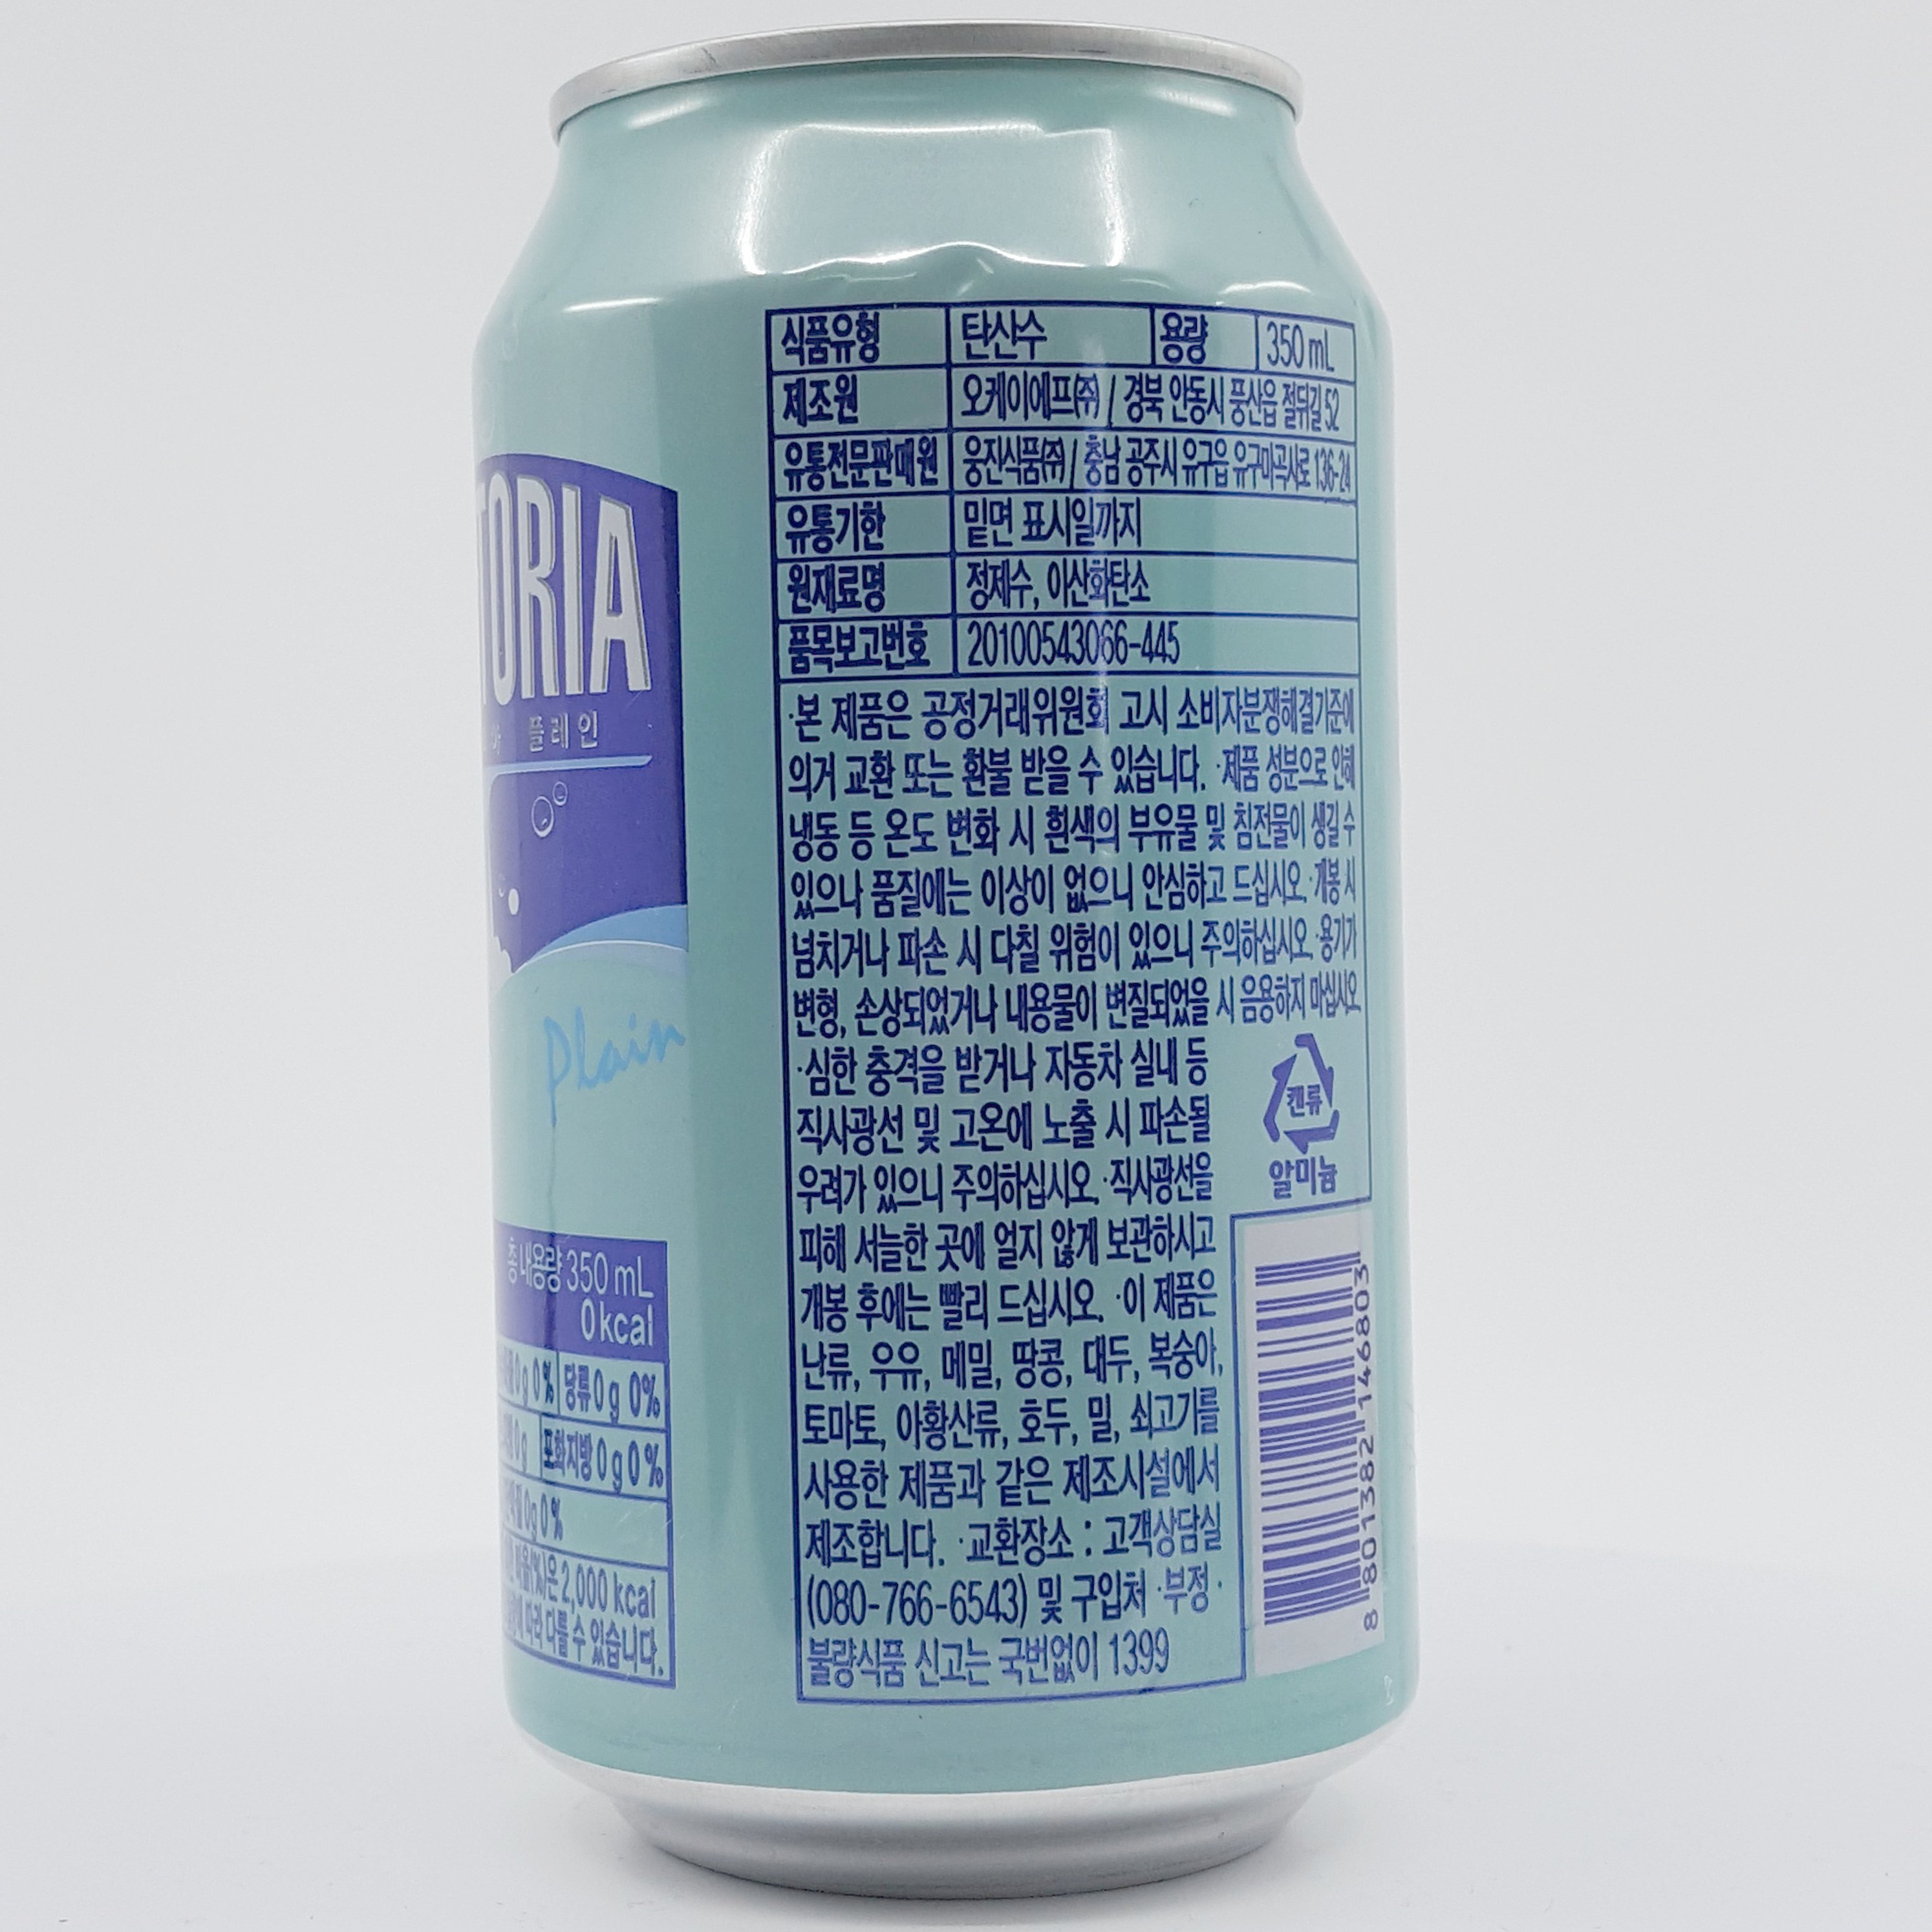 TORIA
플레인
Plain
총 내용량 350 mL
0 kcal
0g 0% 당류 0g 0%
0g 포화지방 0g 0%
0g 0%
비율(%)은 2,000 kcal
따라 다를 수 있습니다.
식품유형 탄산수 용량 350 mL
제조원 오케이에프(주) / 경북 안동시 풍산읍 절뒤길 52
유통전문판매원 웅진식품(주) / 충남 공주시 유구읍 유구마곡사로 136-24
유통기한 밑면 표시일까지
원재료명 정제수, 이산화탄소
품목보고번호 20100543066-445
·본 제품은 공정거래위원회 고시 소비자분쟁해결기준에
의거 교환 또는 환불 받을 수 있습니다. ·제품 성분으로 인해
냉동 등 온도 변화 시 흰색의 부유물 및 침전물이 생길 수
있으나 품질에는 이상이 없으니 안심하고 드십시오. ·개봉 시
넘치거나 파손 시 다칠 위험이 있으니 주의하십시오. ·용기가
변형, 손상되었거나 내용물이 변질되었을 시 음용하지 마십시오.
·심한 충격을 받거나 자동차 실내 등
직사광선 및 고온에 노출 시 파손될
우려가 있으니 주의하십시오. ·직사광선을
피해 서늘한 곳에 얼지 않게 보관하시고
개봉 후에는 빨리 드십시오. ·이 제품은
난류, 우유, 메밀, 땅콩, 대두, 복숭아,
토마토, 아황산류, 호두, 밀, 쇠고기를
사용한 제품과 같은 제조시설에서
제조합니다. ·교환장소 : 고객상담실
(080-766-6543) 및 구입처 ·부정·
불량식품 신고는 국번없이 1399
캔류
알미늄
8 801382 146803